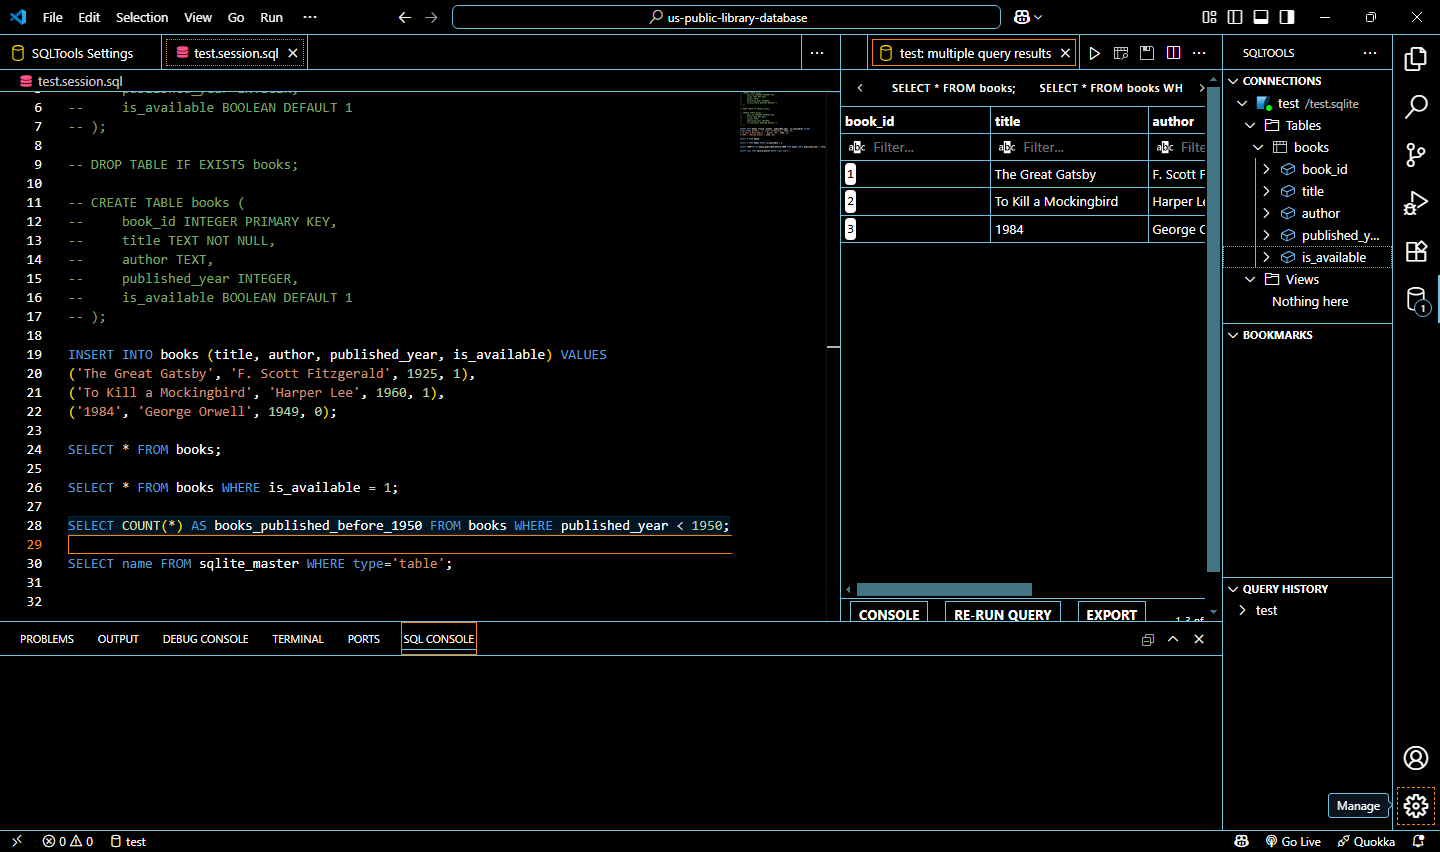 File Edit Selection View Go Run ···
us-public-library-database
SQLTools Settings
test.session.sql
test: multiple query results
SQLTOOLS
test.session.sql
6 -- is_available BOOLEAN DEFAULT 1
7 -- );
8
9 -- DROP TABLE IF EXISTS books;
10
11 -- CREATE TABLE books (
12 -- book_id INTEGER PRIMARY KEY,
13 -- title TEXT NOT NULL,
14 -- author TEXT,
15 -- published_year INTEGER,
16 -- is_available BOOLEAN DEFAULT 1
17 -- );
18
19 INSERT INTO books (title, author, published_year, is_available) VALUES
20 ('The Great Gatsby', 'F. Scott Fitzgerald', 1925, 1),
21 ('To Kill a Mockingbird', 'Harper Lee', 1960, 1),
22 ('1984', 'George Orwell', 1949, 0);
23
24 SELECT * FROM books;
25
26 SELECT * FROM books WHERE is_available = 1;
27
28 SELECT COUNT(*) AS books_published_before_1950 FROM books WHERE published_year < 1950;
29
30 SELECT name FROM sqlite_master WHERE type='table';
31
32
SELECT * FROM books; SELECT * FROM books WH
book_id title author
abc Filter... abc Filter... abc Filte
1 The Great Gatsby F. Scott F
2 To Kill a Mockingbird Harper Le
3 1984 George O
CONSOLE RE-RUN QUERY EXPORT
CONNECTIONS
test /test.sqlite
Tables
books
book_id
title
author
published_y...
is_available
Views
Nothing here
BOOKMARKS
QUERY HISTORY
test
1
PROBLEMS OUTPUT DEBUG CONSOLE TERMINAL PORTS SQL CONSOLE
Manage
0 0 test
Go Live Quokka